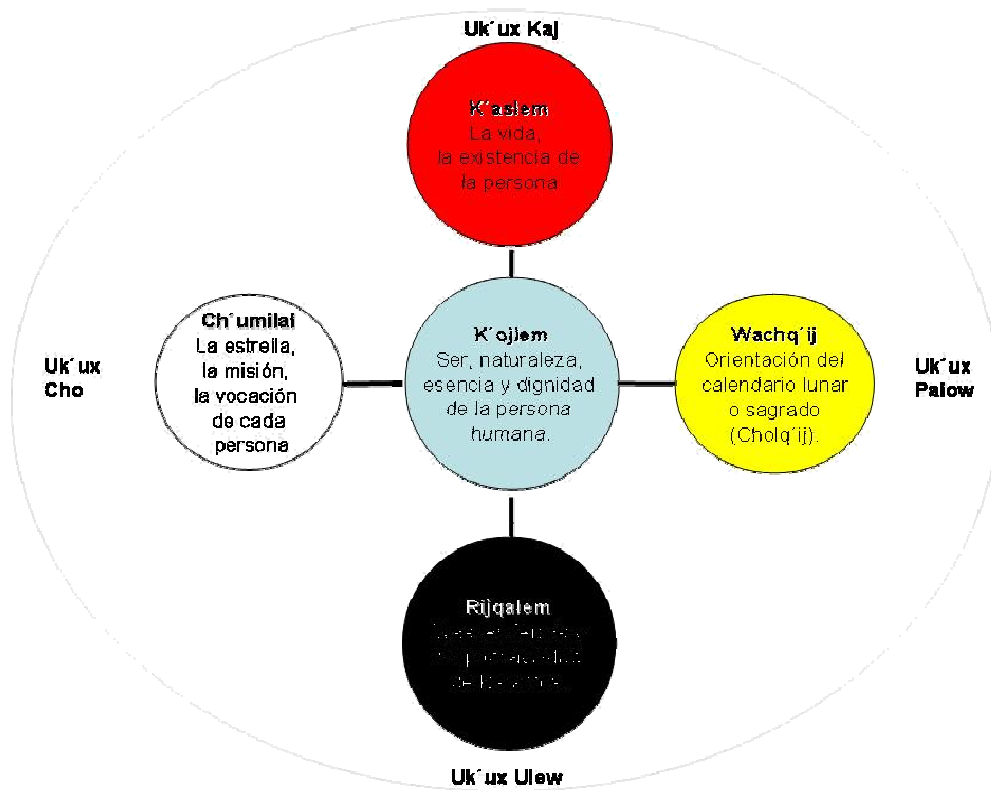 Uk´ux Kaj
K´aslem
La vida,
la existencia de
la persona
Ch´umilal
La estrella,
la misión,
la vocación
de cada
persona
K´ojlem
Ser, naturaleza,
esencia y dignidad
de la persona
humana.
Wachq´ij
Orientación del
calendario lunar
o sagrado
(Cholq´ij).
Uk´ux
Cho
Uk´ux
Palow
Rijqalem
Uk´ux Ulew